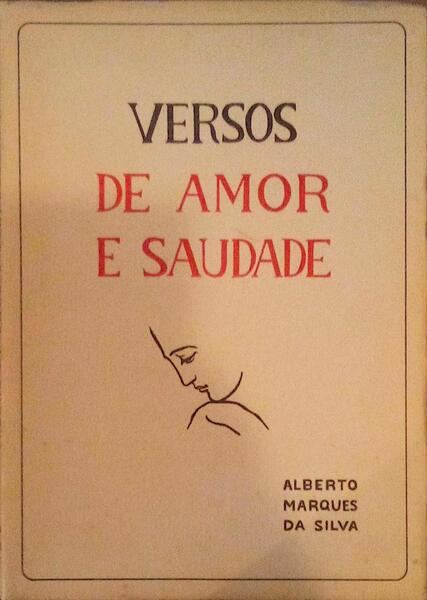 VERSOS
DE AMOR
E SAUDADE
ALBERTO
MARQUES
DA SILVA